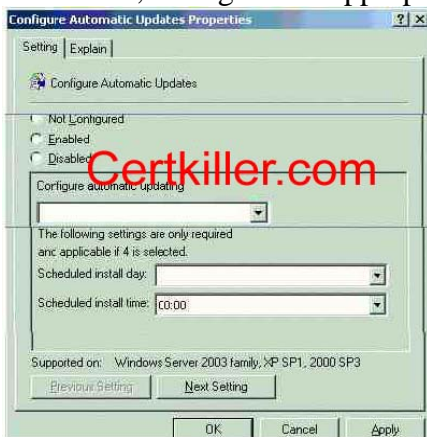 Configure Automatic Updates Properties
Setting
Explain
Configure Automatic Updates
Not Configured
Enabled
Disabled
Certkiller.com
Configure automatic updating
The following settings are only required
anc applicable if 4 is selected.
Scheduled install day:
Scheduled install time: 00:00
Supported on: Windows Server 2003 family, XP SP1, 2000 SP3
Previous Setting
Next Setting
OK
Cancel
Apply